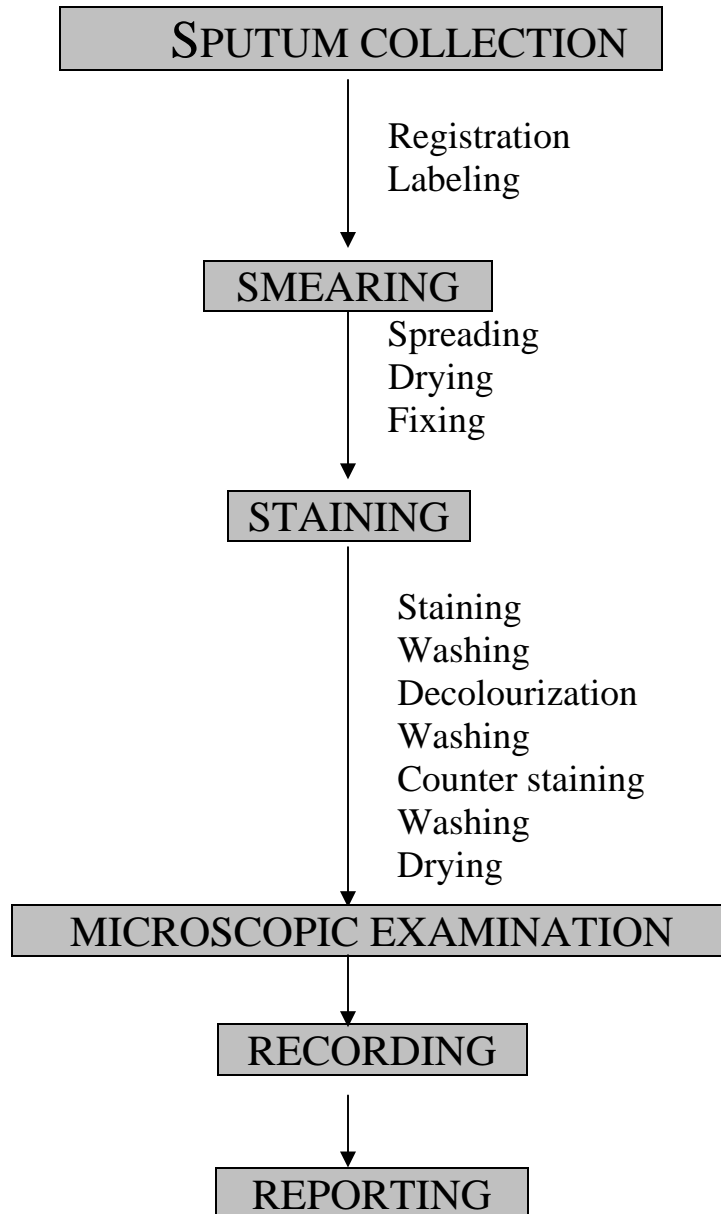 SPUTUM COLLECTION
Registration
Labeling
SMEARING
Spreading
Drying
Fixing
STAINING
Staining
Washing
Decolourization
Washing
Counter staining
Washing
Drying
MICROSCOPIC EXAMINATION
RECORDING
REPORTING